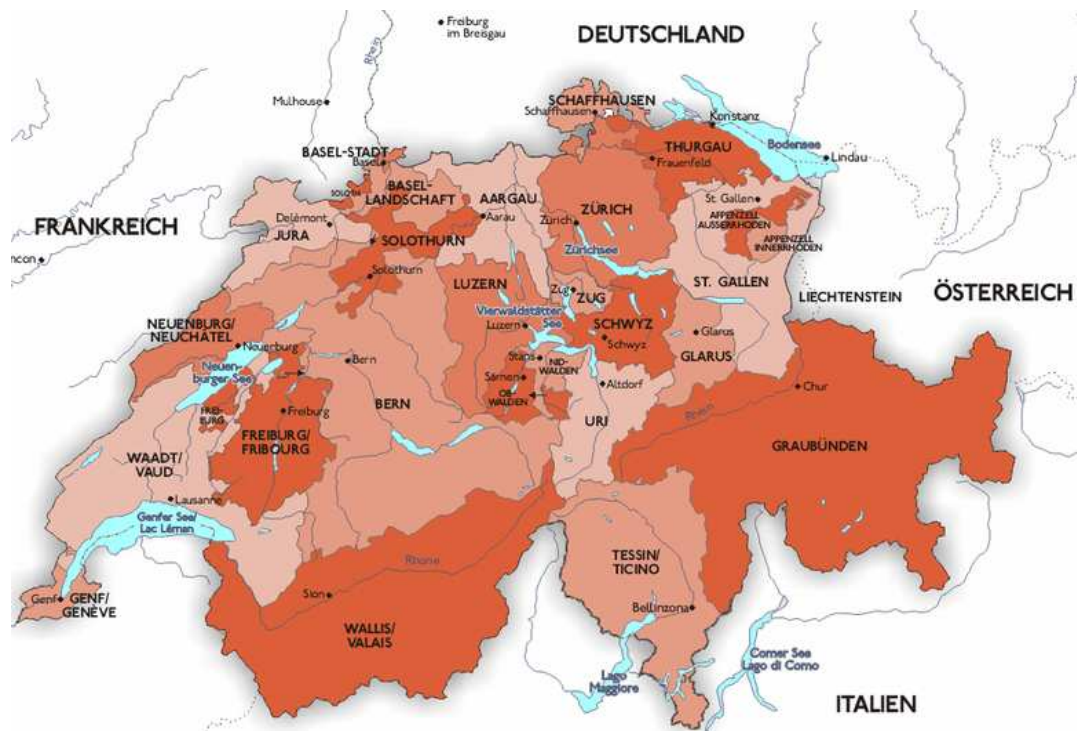 Freiburg
im Breisgau
DEUTSCHLAND
Rhein
Mulhouse
SCHAFFHAUSEN
Schaffhausen
Konstanz
BASEL-STADT
Basel
THURGAU
Bodensee
Lindau
Frauenfeld
SOLOTH.
BASEL-
LANDSCHAFT
AARGAU
Aarau
ZÜRICH
Zürich
St. Gallen
APPENZELL
AUSSERRHODEN
APPENZELL
INNERRHODEN
FRANKREICH
Delémont
JURA
SOLOTHURN
Zürichsee
ncon
Solothurn
LUZERN
Zug
ZUG
ST. GALLEN
LIECHTENSTEIN
ÖSTERREICH
NEUENBURG/
NEUCHÂTEL
Vierwaldstätter
See
Luzern
SCHWYZ
Schwyz
Glarus
GLARUS
Neuenburg
Bern
Stans
NID-
WALDEN
Neuen-
burger See
Sarnen
OB-
WALDEN
Altdorf
Chur
Rhein
BERN
FREI-
BURG
Freiburg
URI
FREIBURG/
FRIBOURG
GRAUBÜNDEN
WAADT/
VAUD
Lausanne
Genfer See/
Lac Léman
Rhone
TESSIN/
TICINO
Genf
GENF/
GENÈVE
Sion
Bellinzona
WALLIS/
VALAIS
Lago
Maggiore
Comer See
Lago di Como
ITALIEN